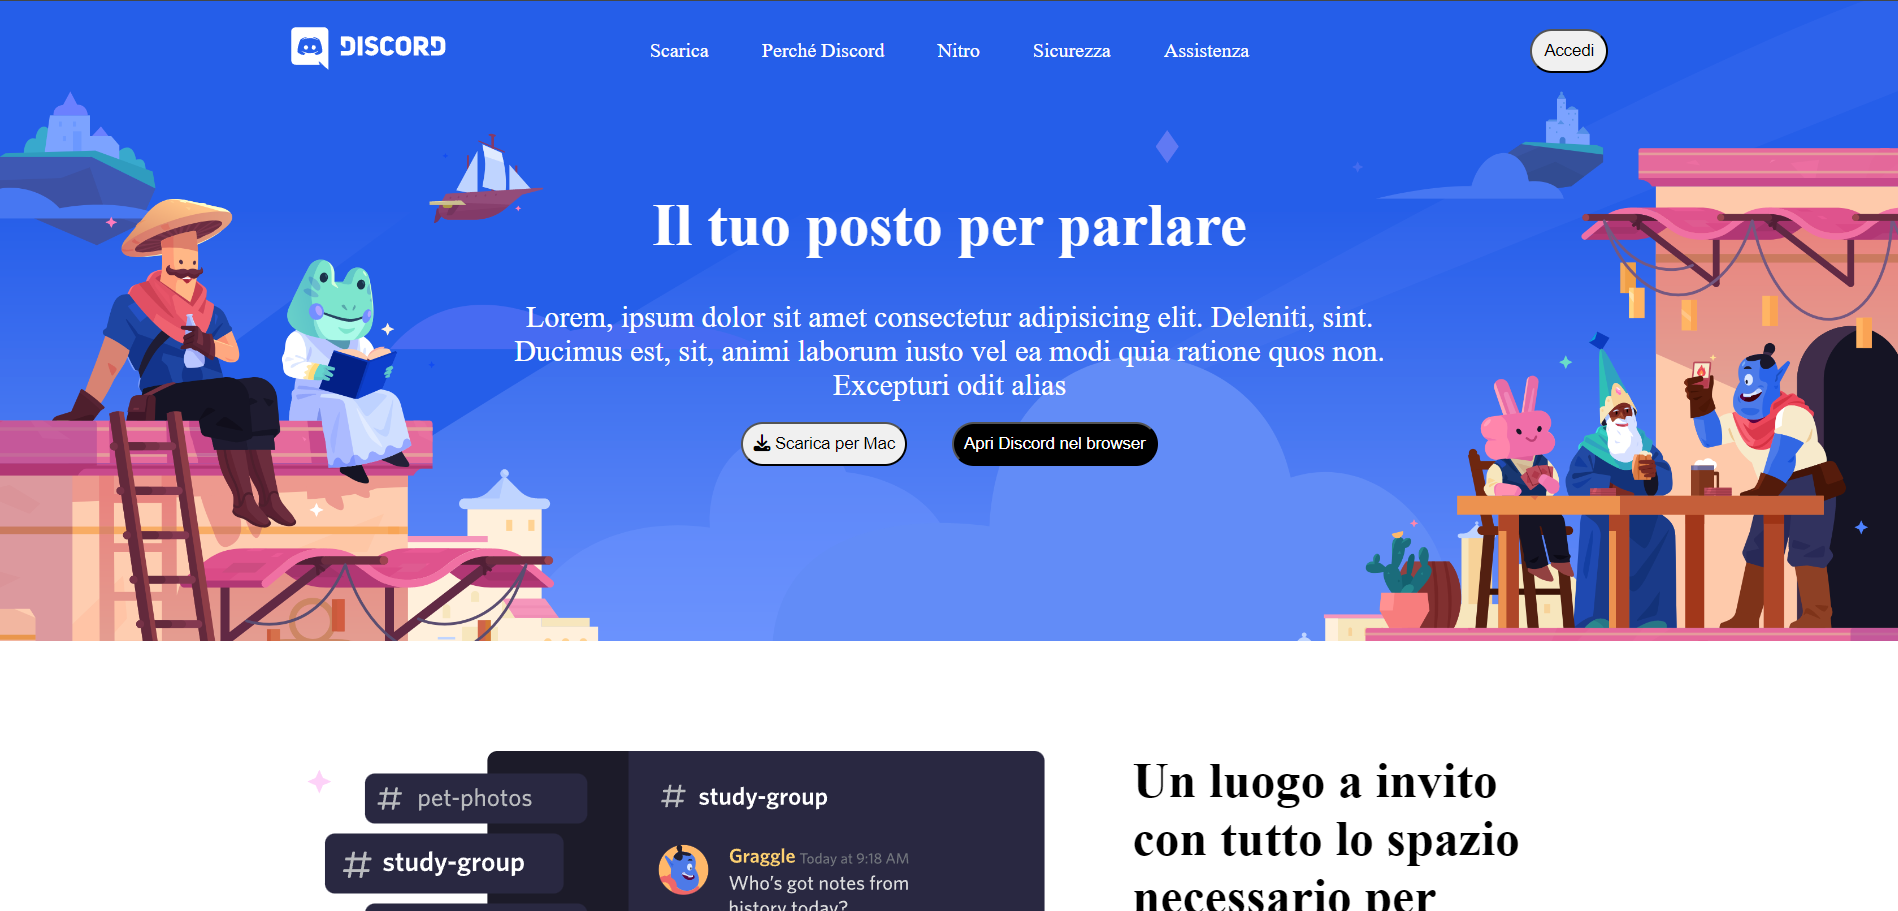 DISCORD
Scarica
Perché Discord
Nitro
Sicurezza
Assistenza
Accedi
Il tuo posto per parlare
Lorem, ipsum dolor sit amet consectetur adipisicing elit. Deleniti, sint.
Ducimus est, sit, animi laborum iusto vel ea modi quia ratione quos non.
Excepturi odit alias
Scarica per Mac
Apri Discord nel browser
# pet-photos
# study-group
# study-group
Graggle Today at 9:18 AM
Who's got notes from
history today?
Un luogo a invito
con tutto lo spazio
necessario per